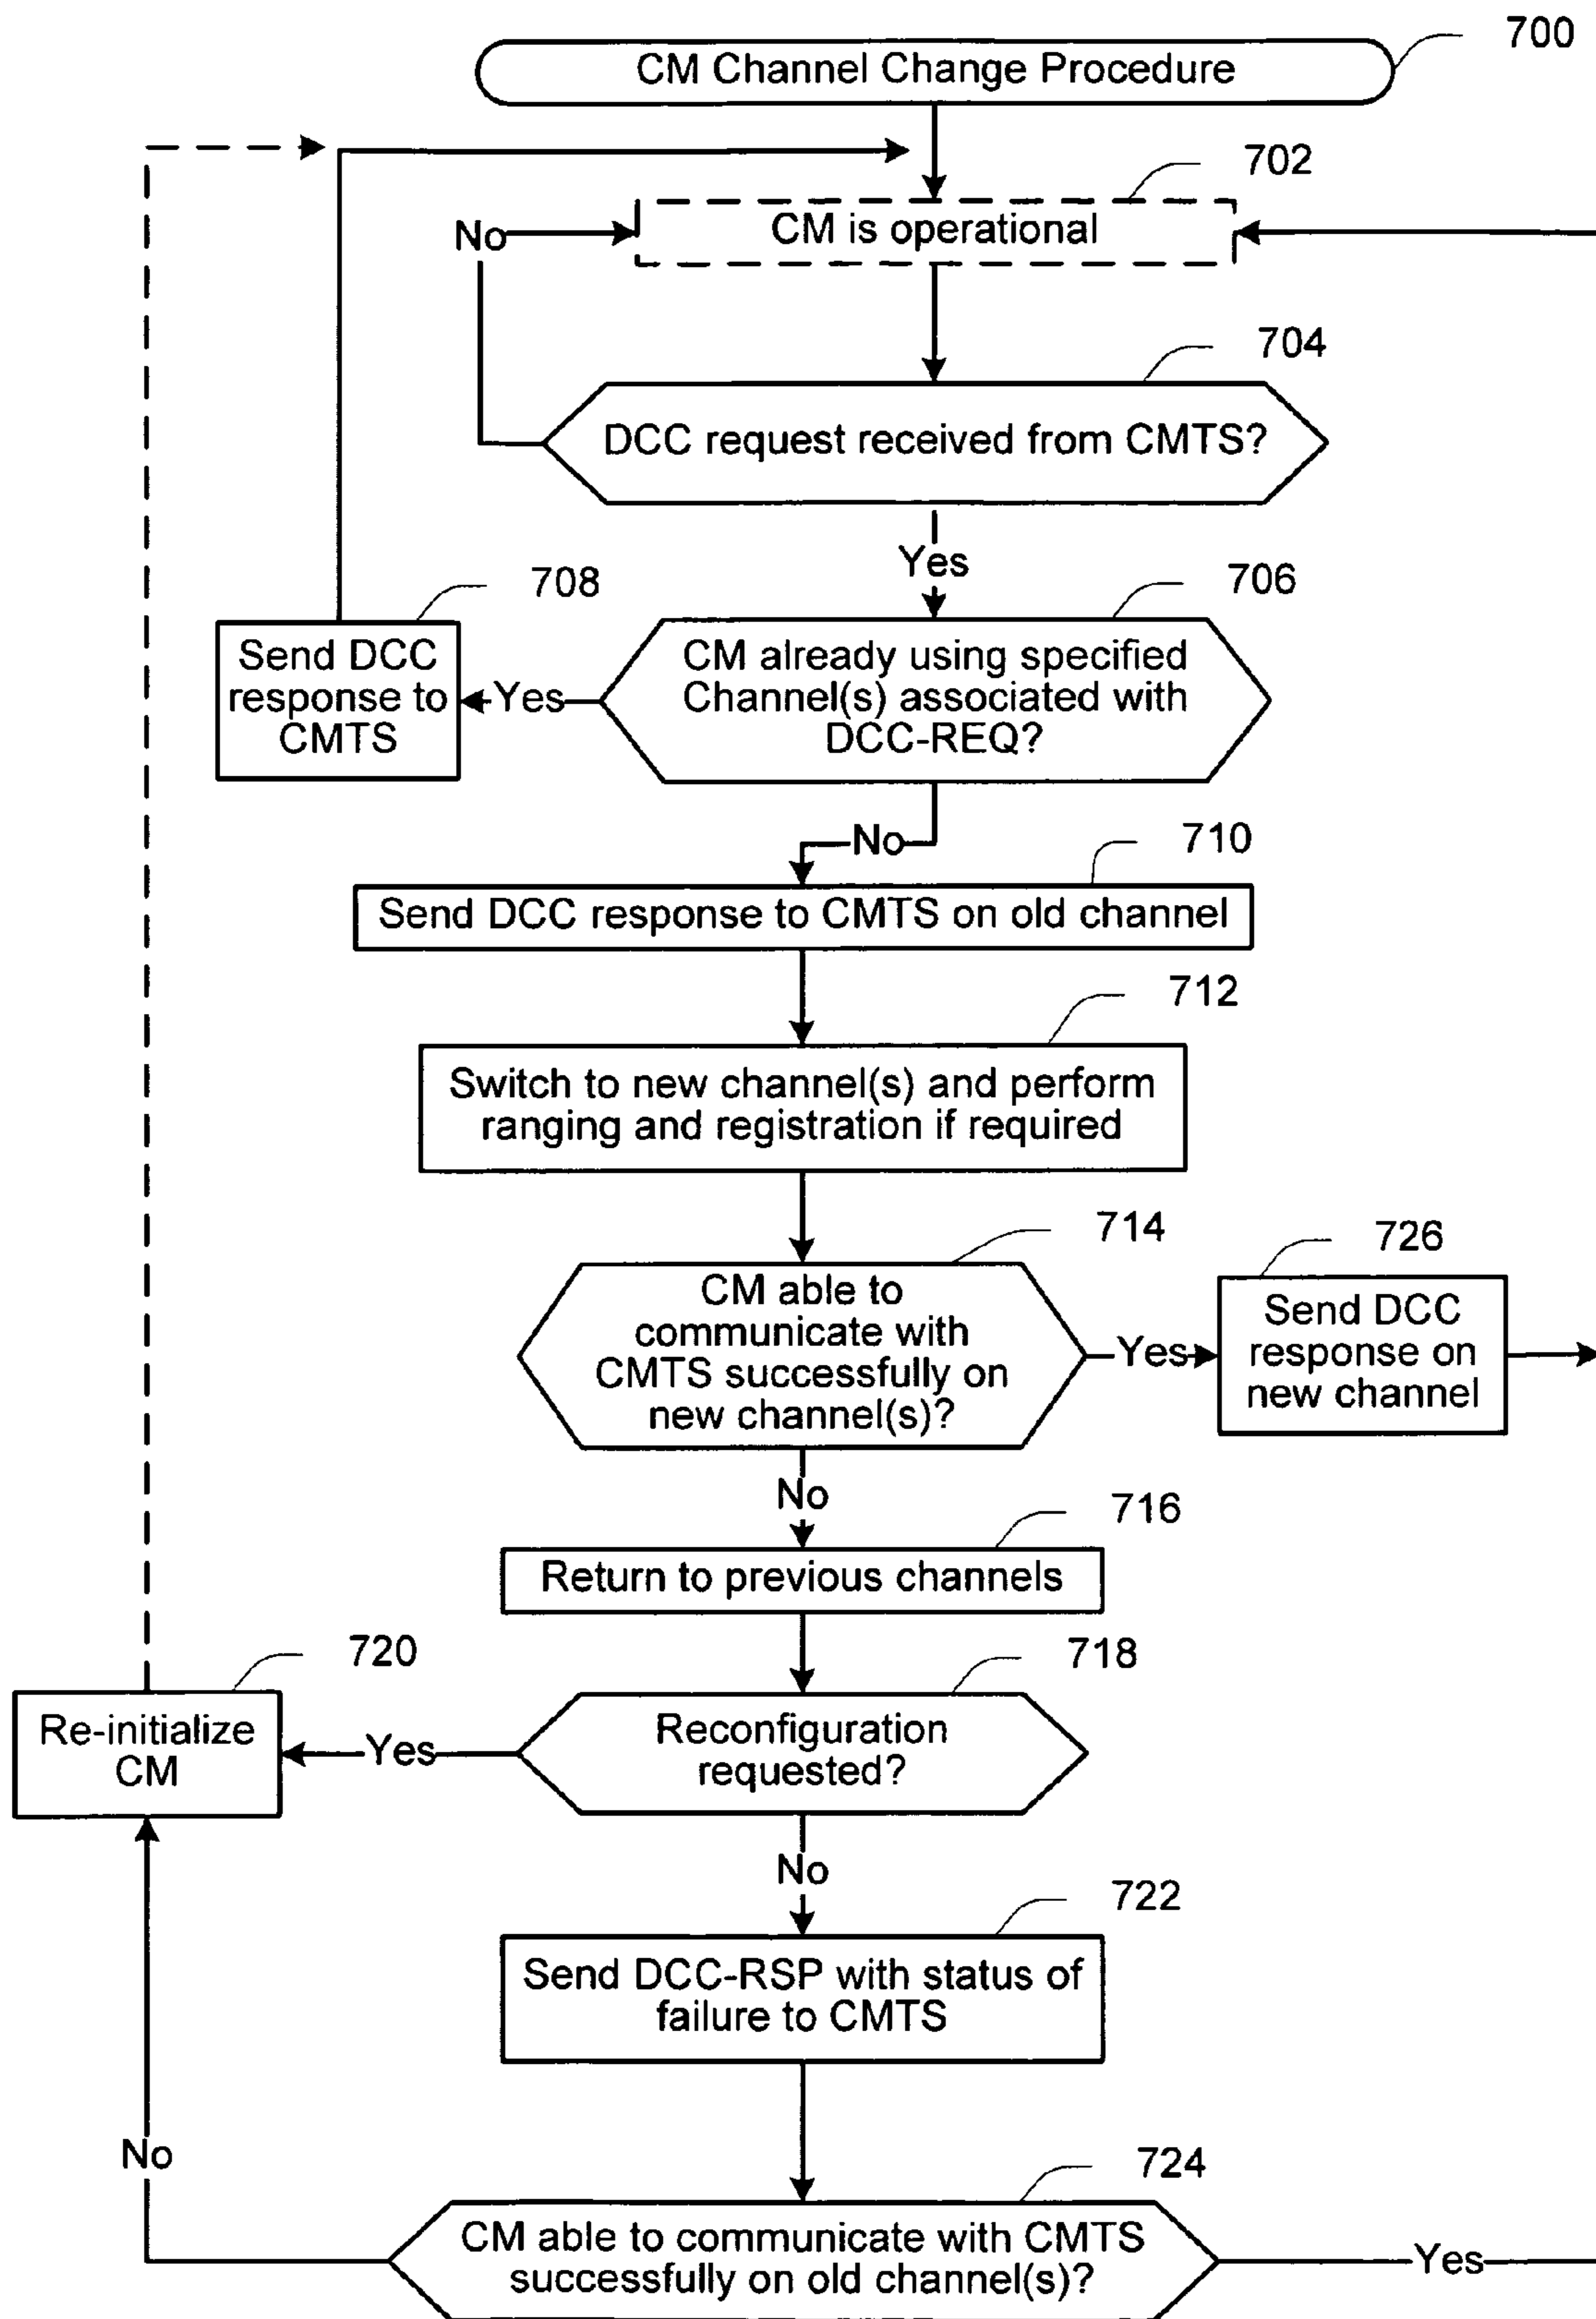 700
CM Channel Change Procedure
702
No
CM is operational
704
DCC request received from CMTS?
Yes
708
706
Send DCC
response to
CMTS
Yes
CM already using specified
Channel(s) associated with
DCC-REQ?
No
710
Send DCC response to CMTS on old channel
712
Switch to new channel(s) and perform
ranging and registration if required
714
726
CM able to
communicate with
CMTS successfully on
new channel(s)?
Yes
Send DCC
response on
new channel
No
716
Return to previous channels
720
718
Re-initialize
CM
Yes
Reconfiguration
requested?
No
722
Send DCC-RSP with status of
failure to CMTS
No
724
CM able to communicate with CMTS
successfully on old channel(s)?
Yes